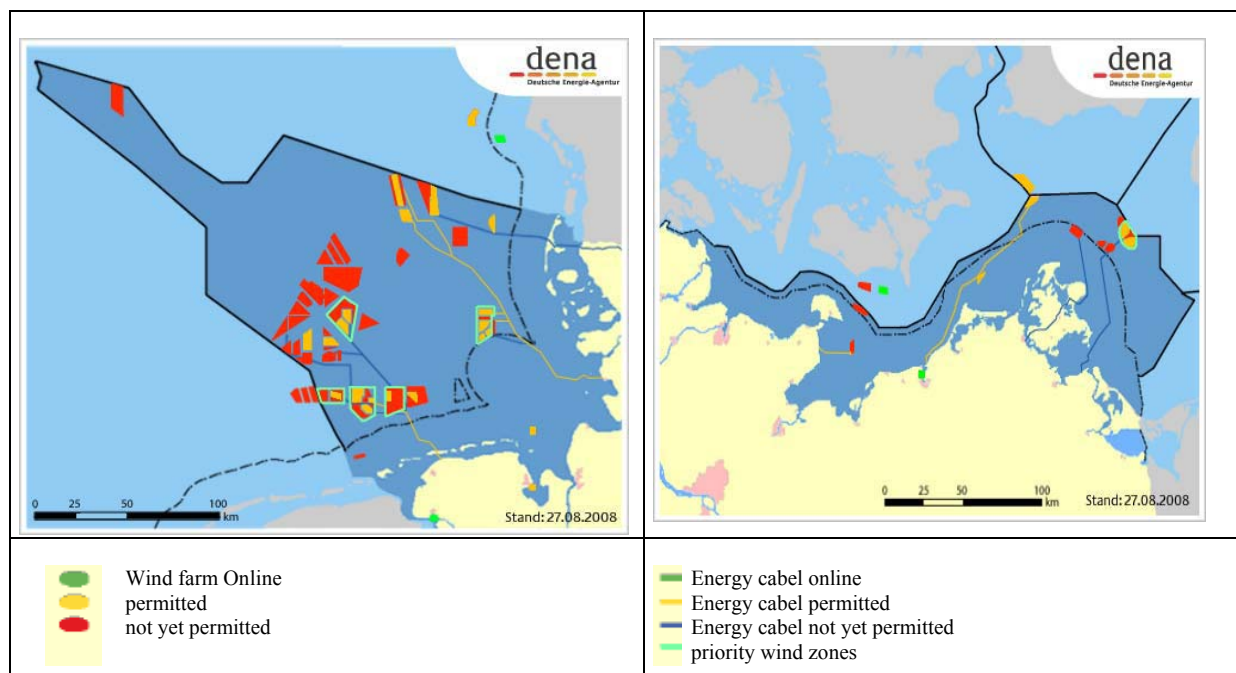 dena
Deutsche Energie-Agentur
0 25 50 100
km
Stand: 27.08.2008
dena
Deutsche Energie-Agentur
0 25 50 100
km
Stand: 27.08.2008
Wind farm Online
permitted
not yet permitted
Energy cabel online
Energy cabel permitted
Energy cabel not yet permitted
priority wind zones